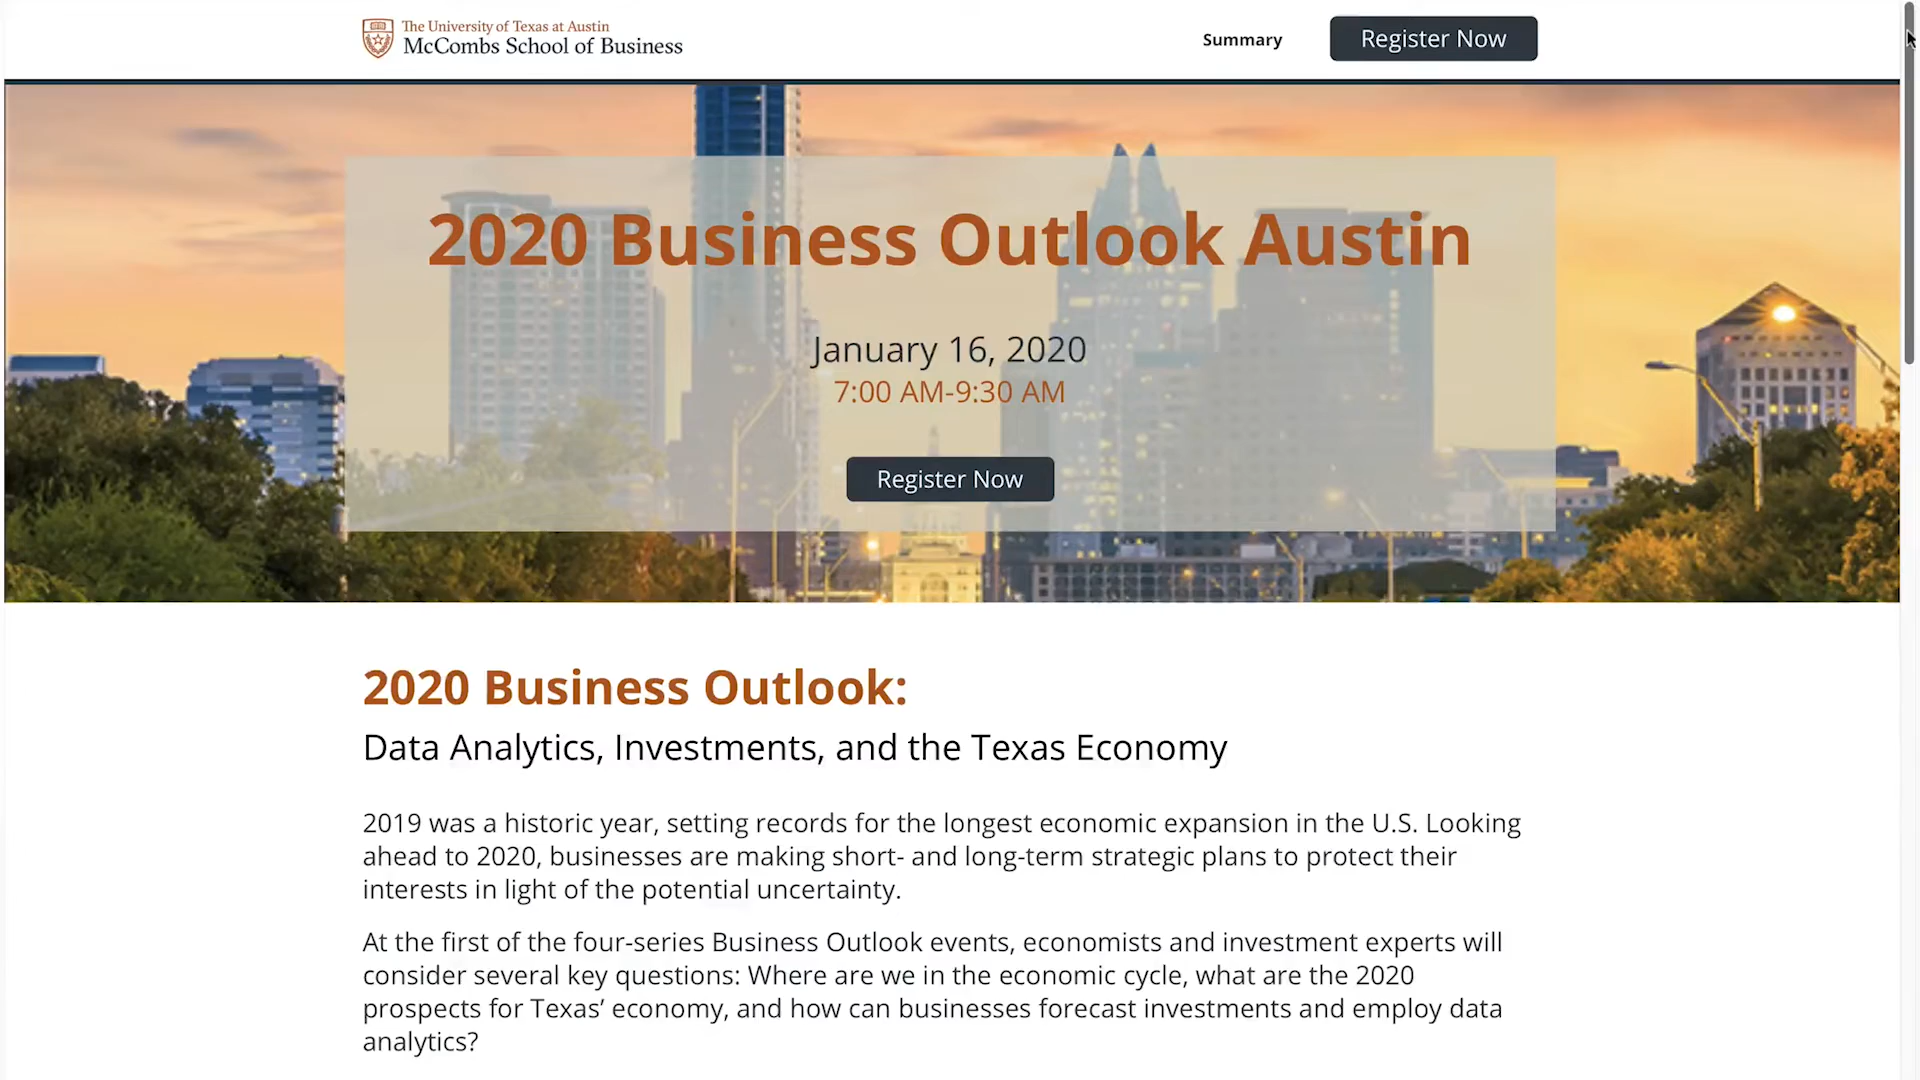 The University of Texas at Austin
McCombs School of Business
Summary
Register Now
2020 Business Outlook Austin
January 16, 2020
7:00 AM-9:30 AM
Register Now
2020 Business Outlook:
Data Analytics, Investments, and the Texas Economy
2019 was a historic year, setting records for the longest economic expansion in the U.S. Looking
ahead to 2020, businesses are making short- and long-term strategic plans to protect their
interests in light of the potential uncertainty.
At the first of the four-series Business Outlook events, economists and investment experts will
consider several key questions: Where are we in the economic cycle, what are the 2020
prospects for Texas’ economy, and how can businesses forecast investments and employ data
analytics?